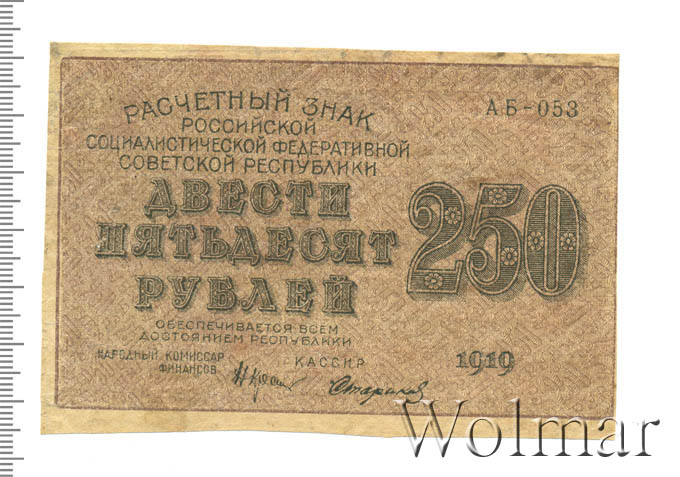 РАСЧЕТНЫЙ ЗНАК
РОССИЙСКОЙ
СОЦИАЛИСТИЧЕСКОЙ ФЕДЕРАТИВНОЙ
СОВЕТСКОЙ РЕСПУБЛИКИ
АБ-053
ДВЕСТИ
ПЯТЬДЕСЯТ
РУБЛЕЙ
250
ОБЕСПЕЧИВАЕТСЯ ВСЕМ
ДОСТОЯНИЕМ РЕСПУБЛИКИ
НАРОДНЫЙ КОМИССАР
ФИНАНСОВ
КАССИР
Стариков
1919
Wolmar